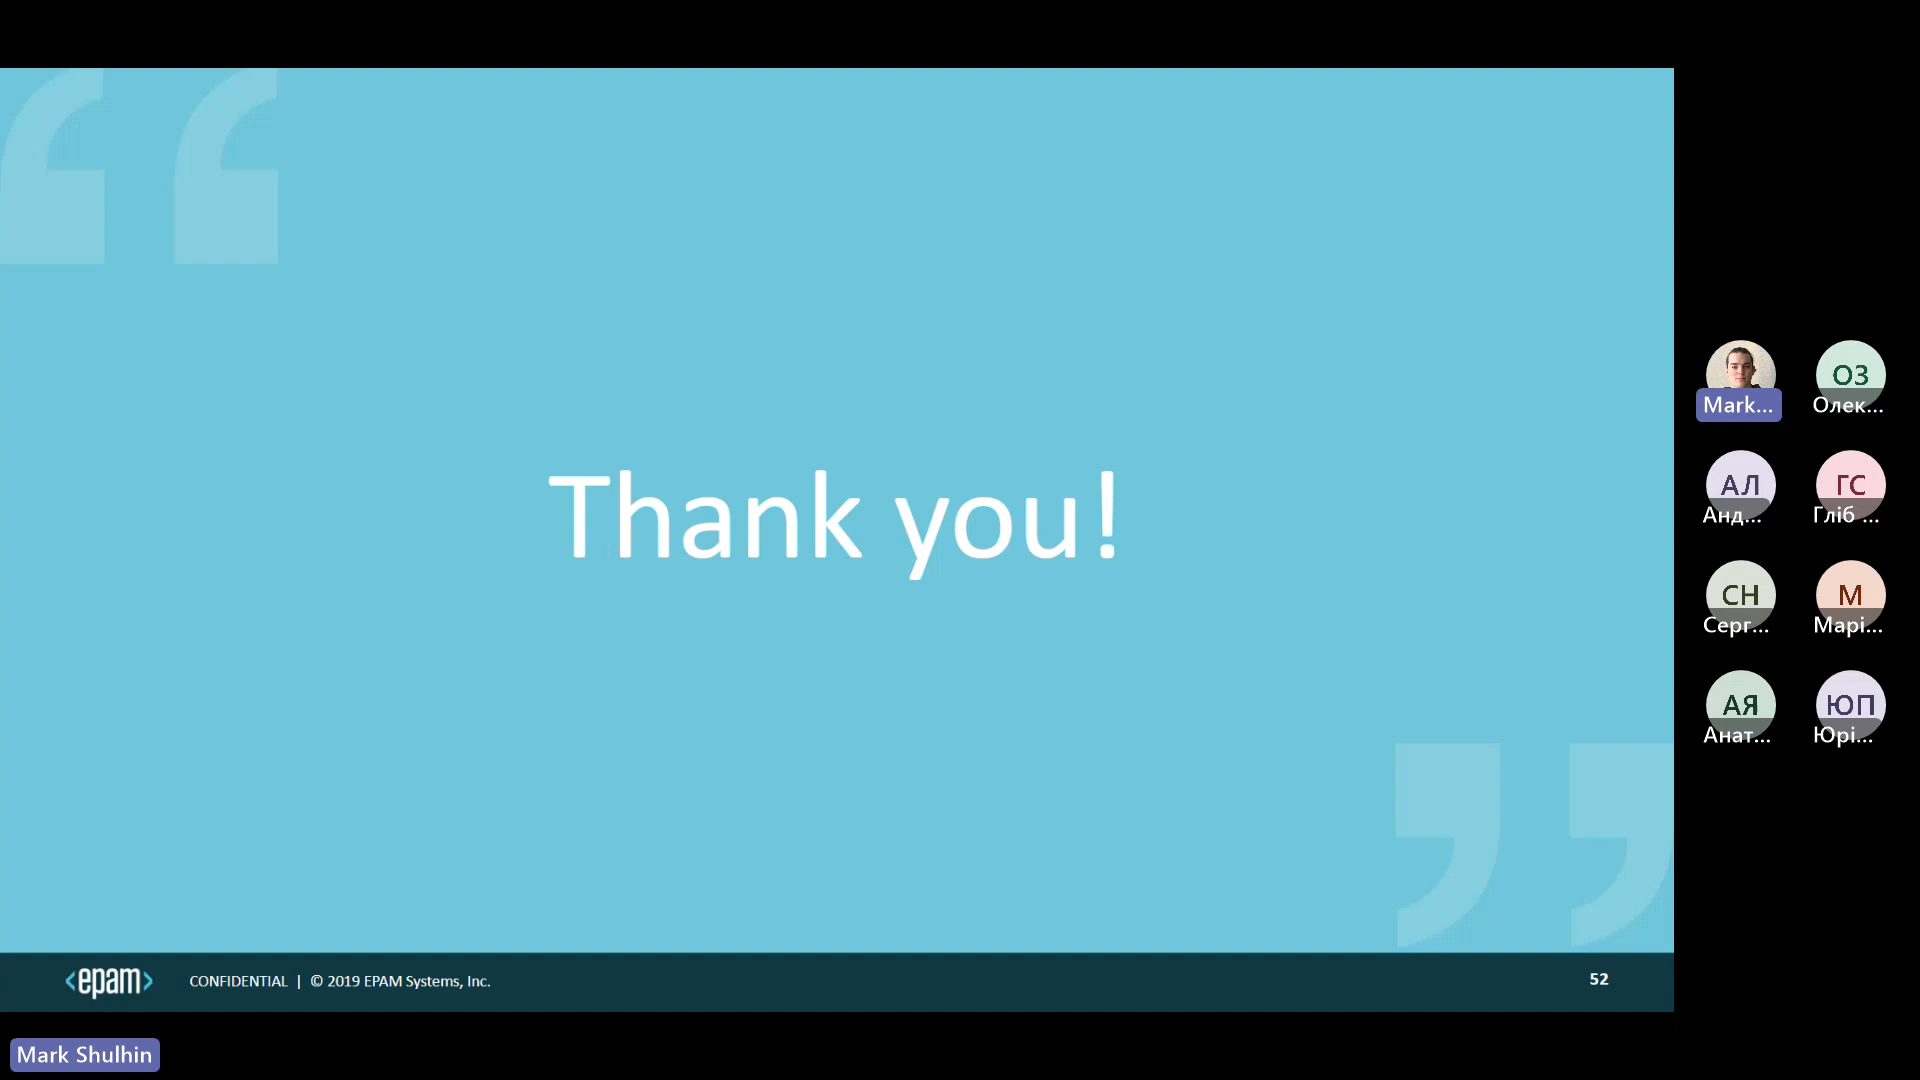 Thank you!
<epam>
CONFIDENTIAL | © 2019 EPAM Systems, Inc.
52
Mark Shulhin
Mark...
ОЗ
Олек...
АЛ
Анд...
ГС
Гліб ...
СН
Серг...
М
Марі...
АЯ
Анат...
ЮП
Юрі...